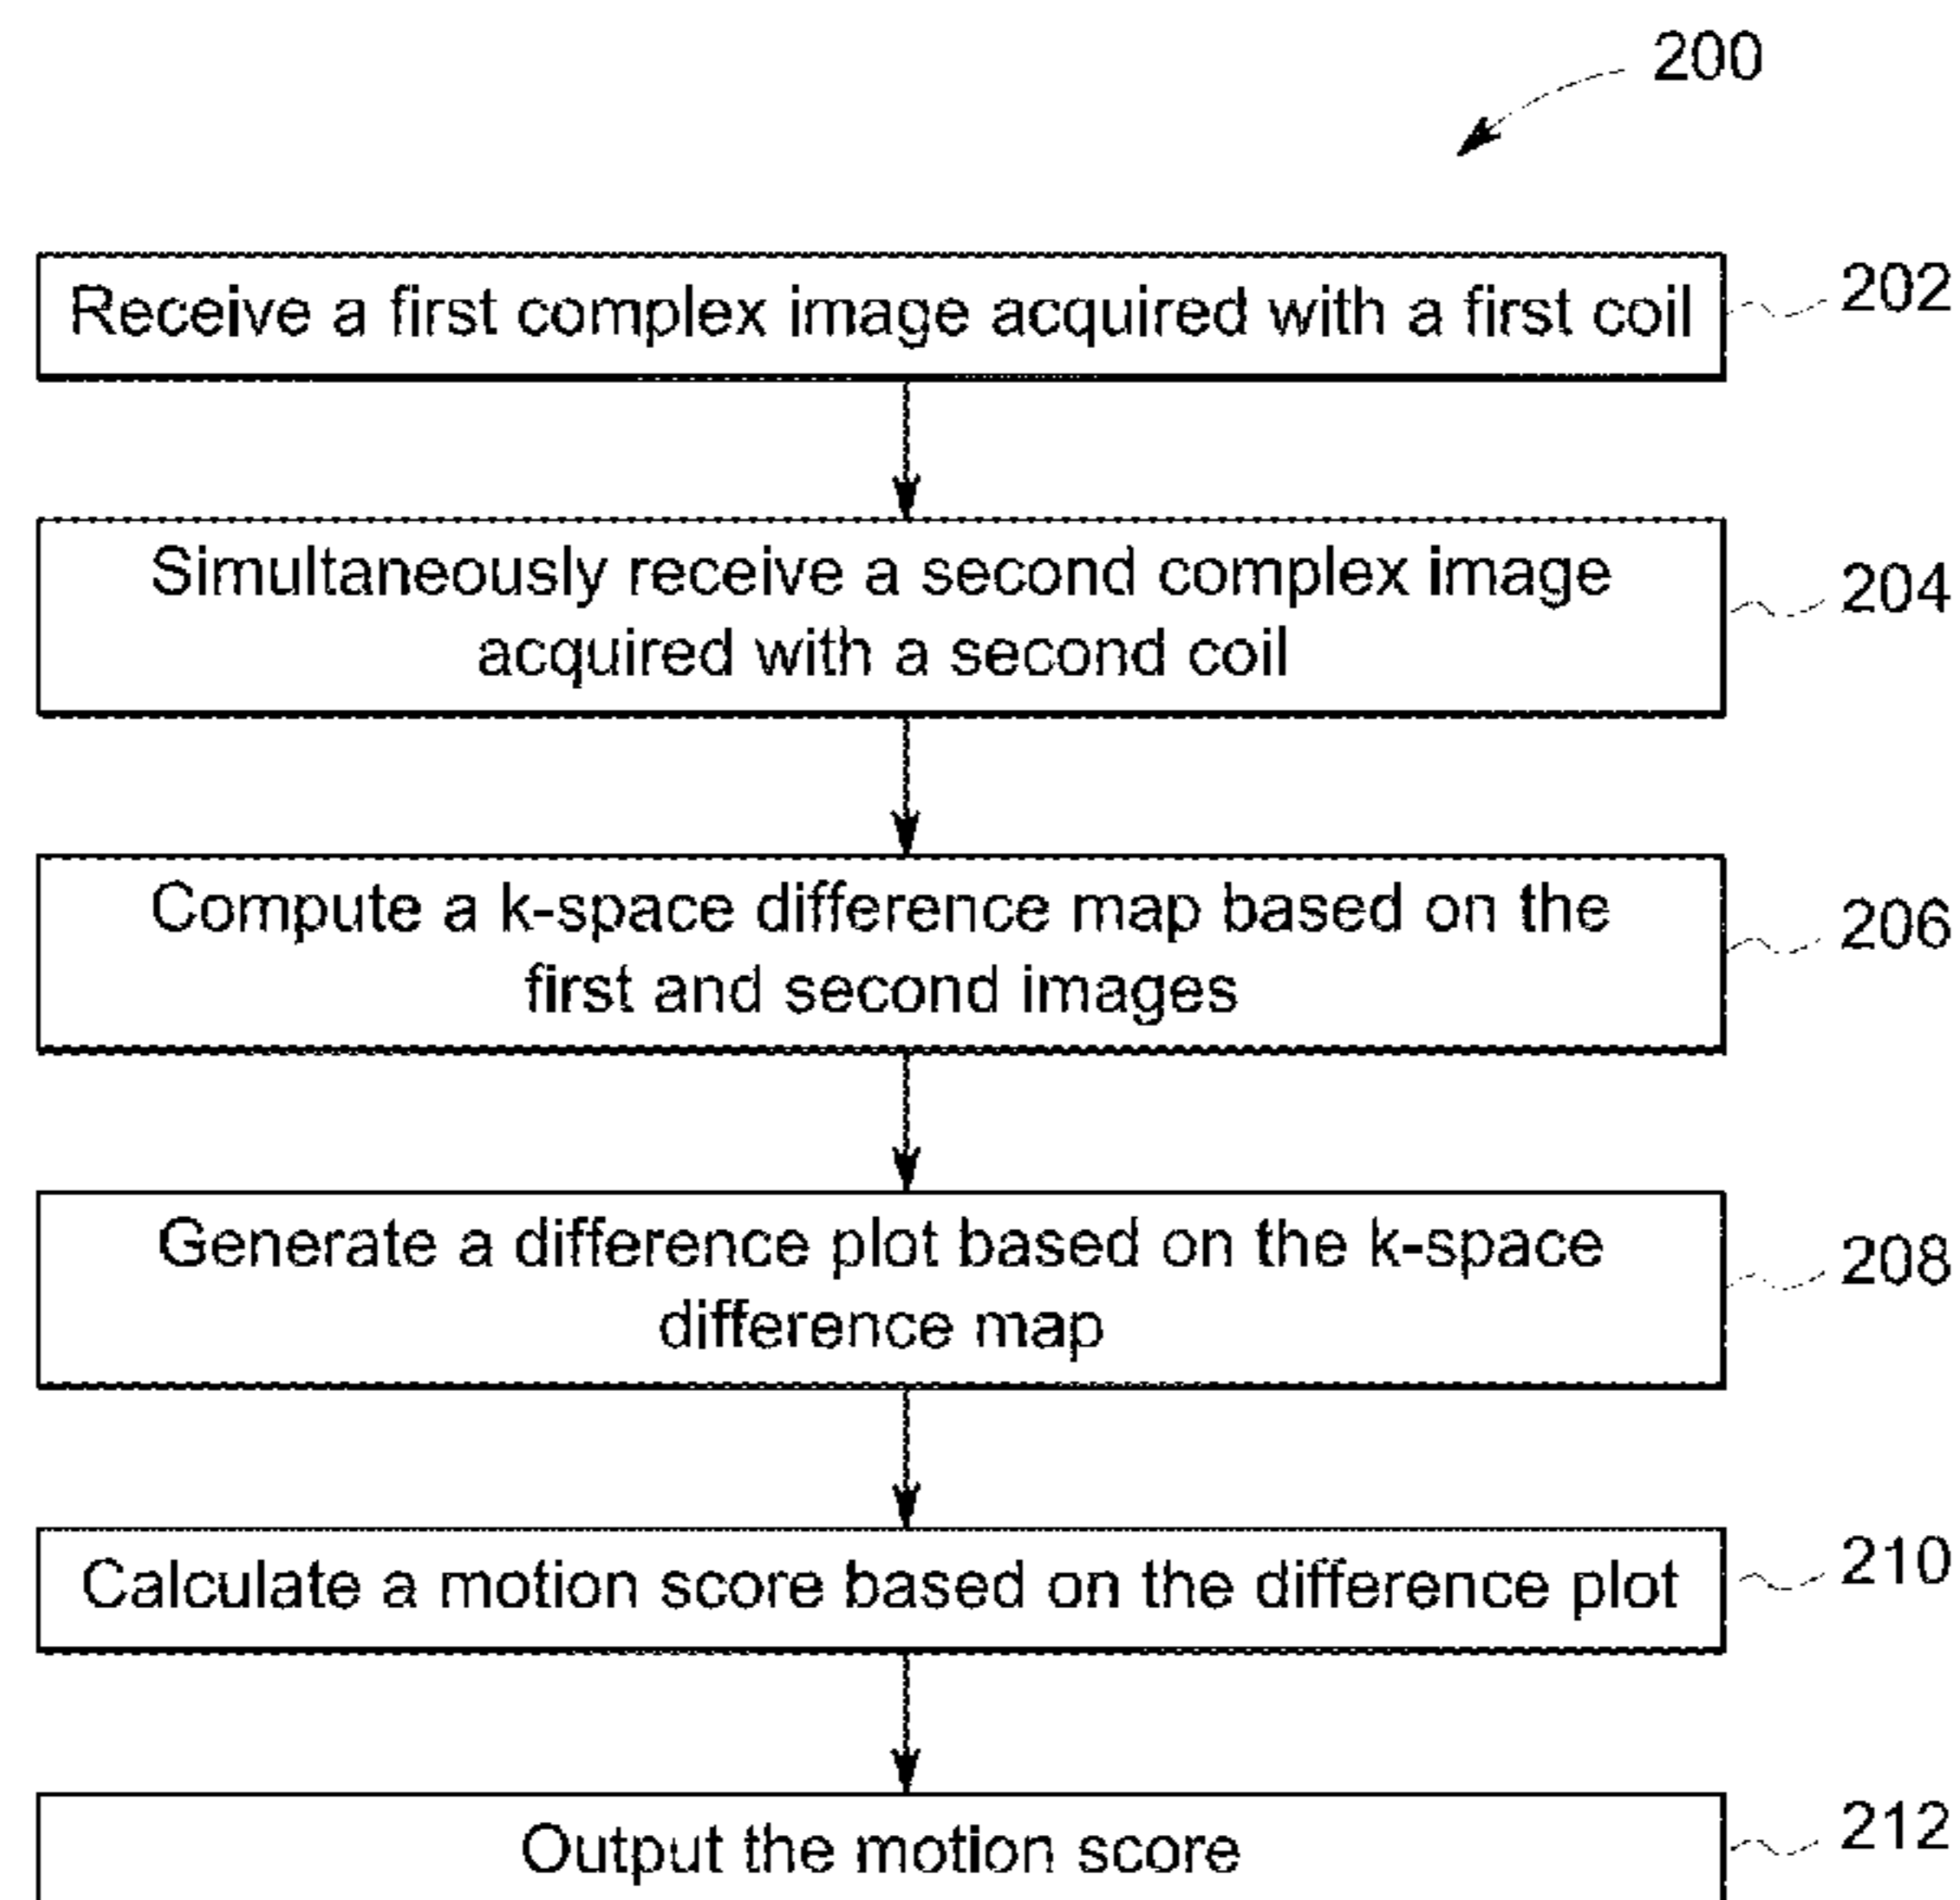 200
Receive a first complex image acquired with a first coil
202
Simultaneously receive a second complex image
acquired with a second coil
204
Compute a k-space difference map based on the
first and second images
206
Generate a difference plot based on the k-space
difference map
208
Calculate a motion score based on the difference plot
210
Output the motion score
212